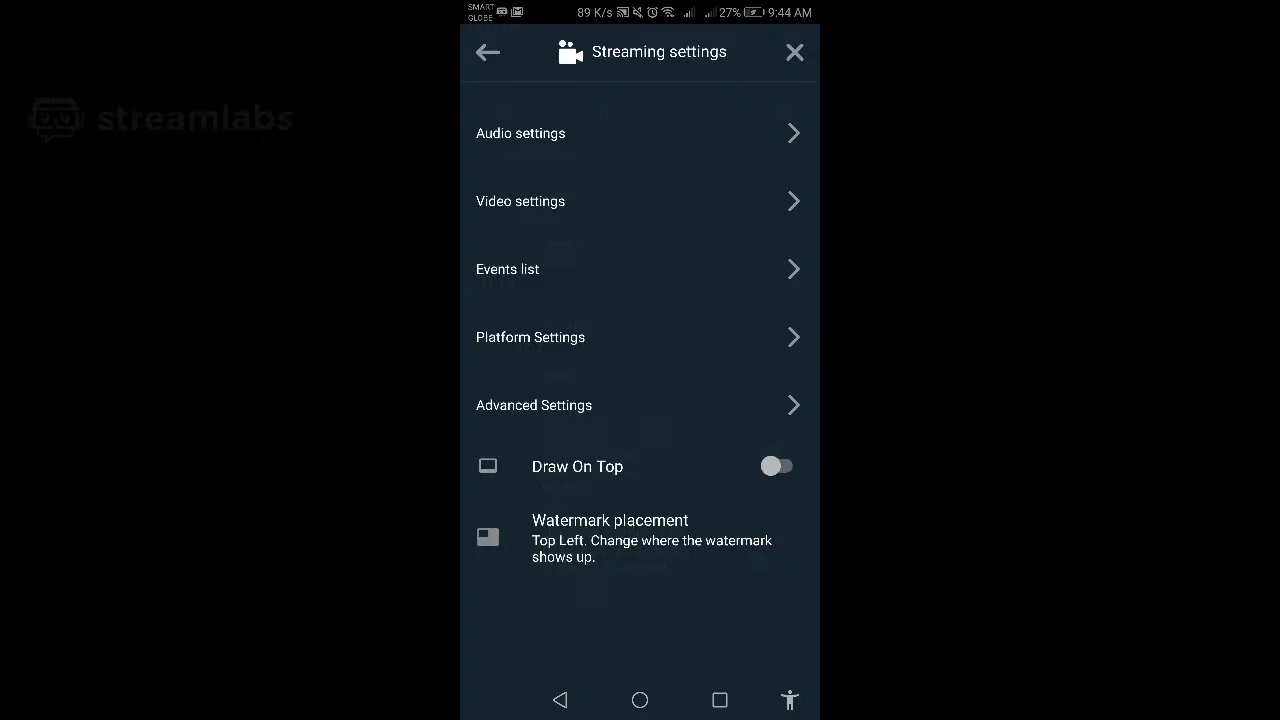 SMART
GLOBE
89 K/s
27%
9:44 AM
Streaming settings
streamlabs
Audio settings
Video settings
Events list
Platform Settings
Advanced Settings
Draw On Top
Watermark placement
Top Left. Change where the watermark
shows up.